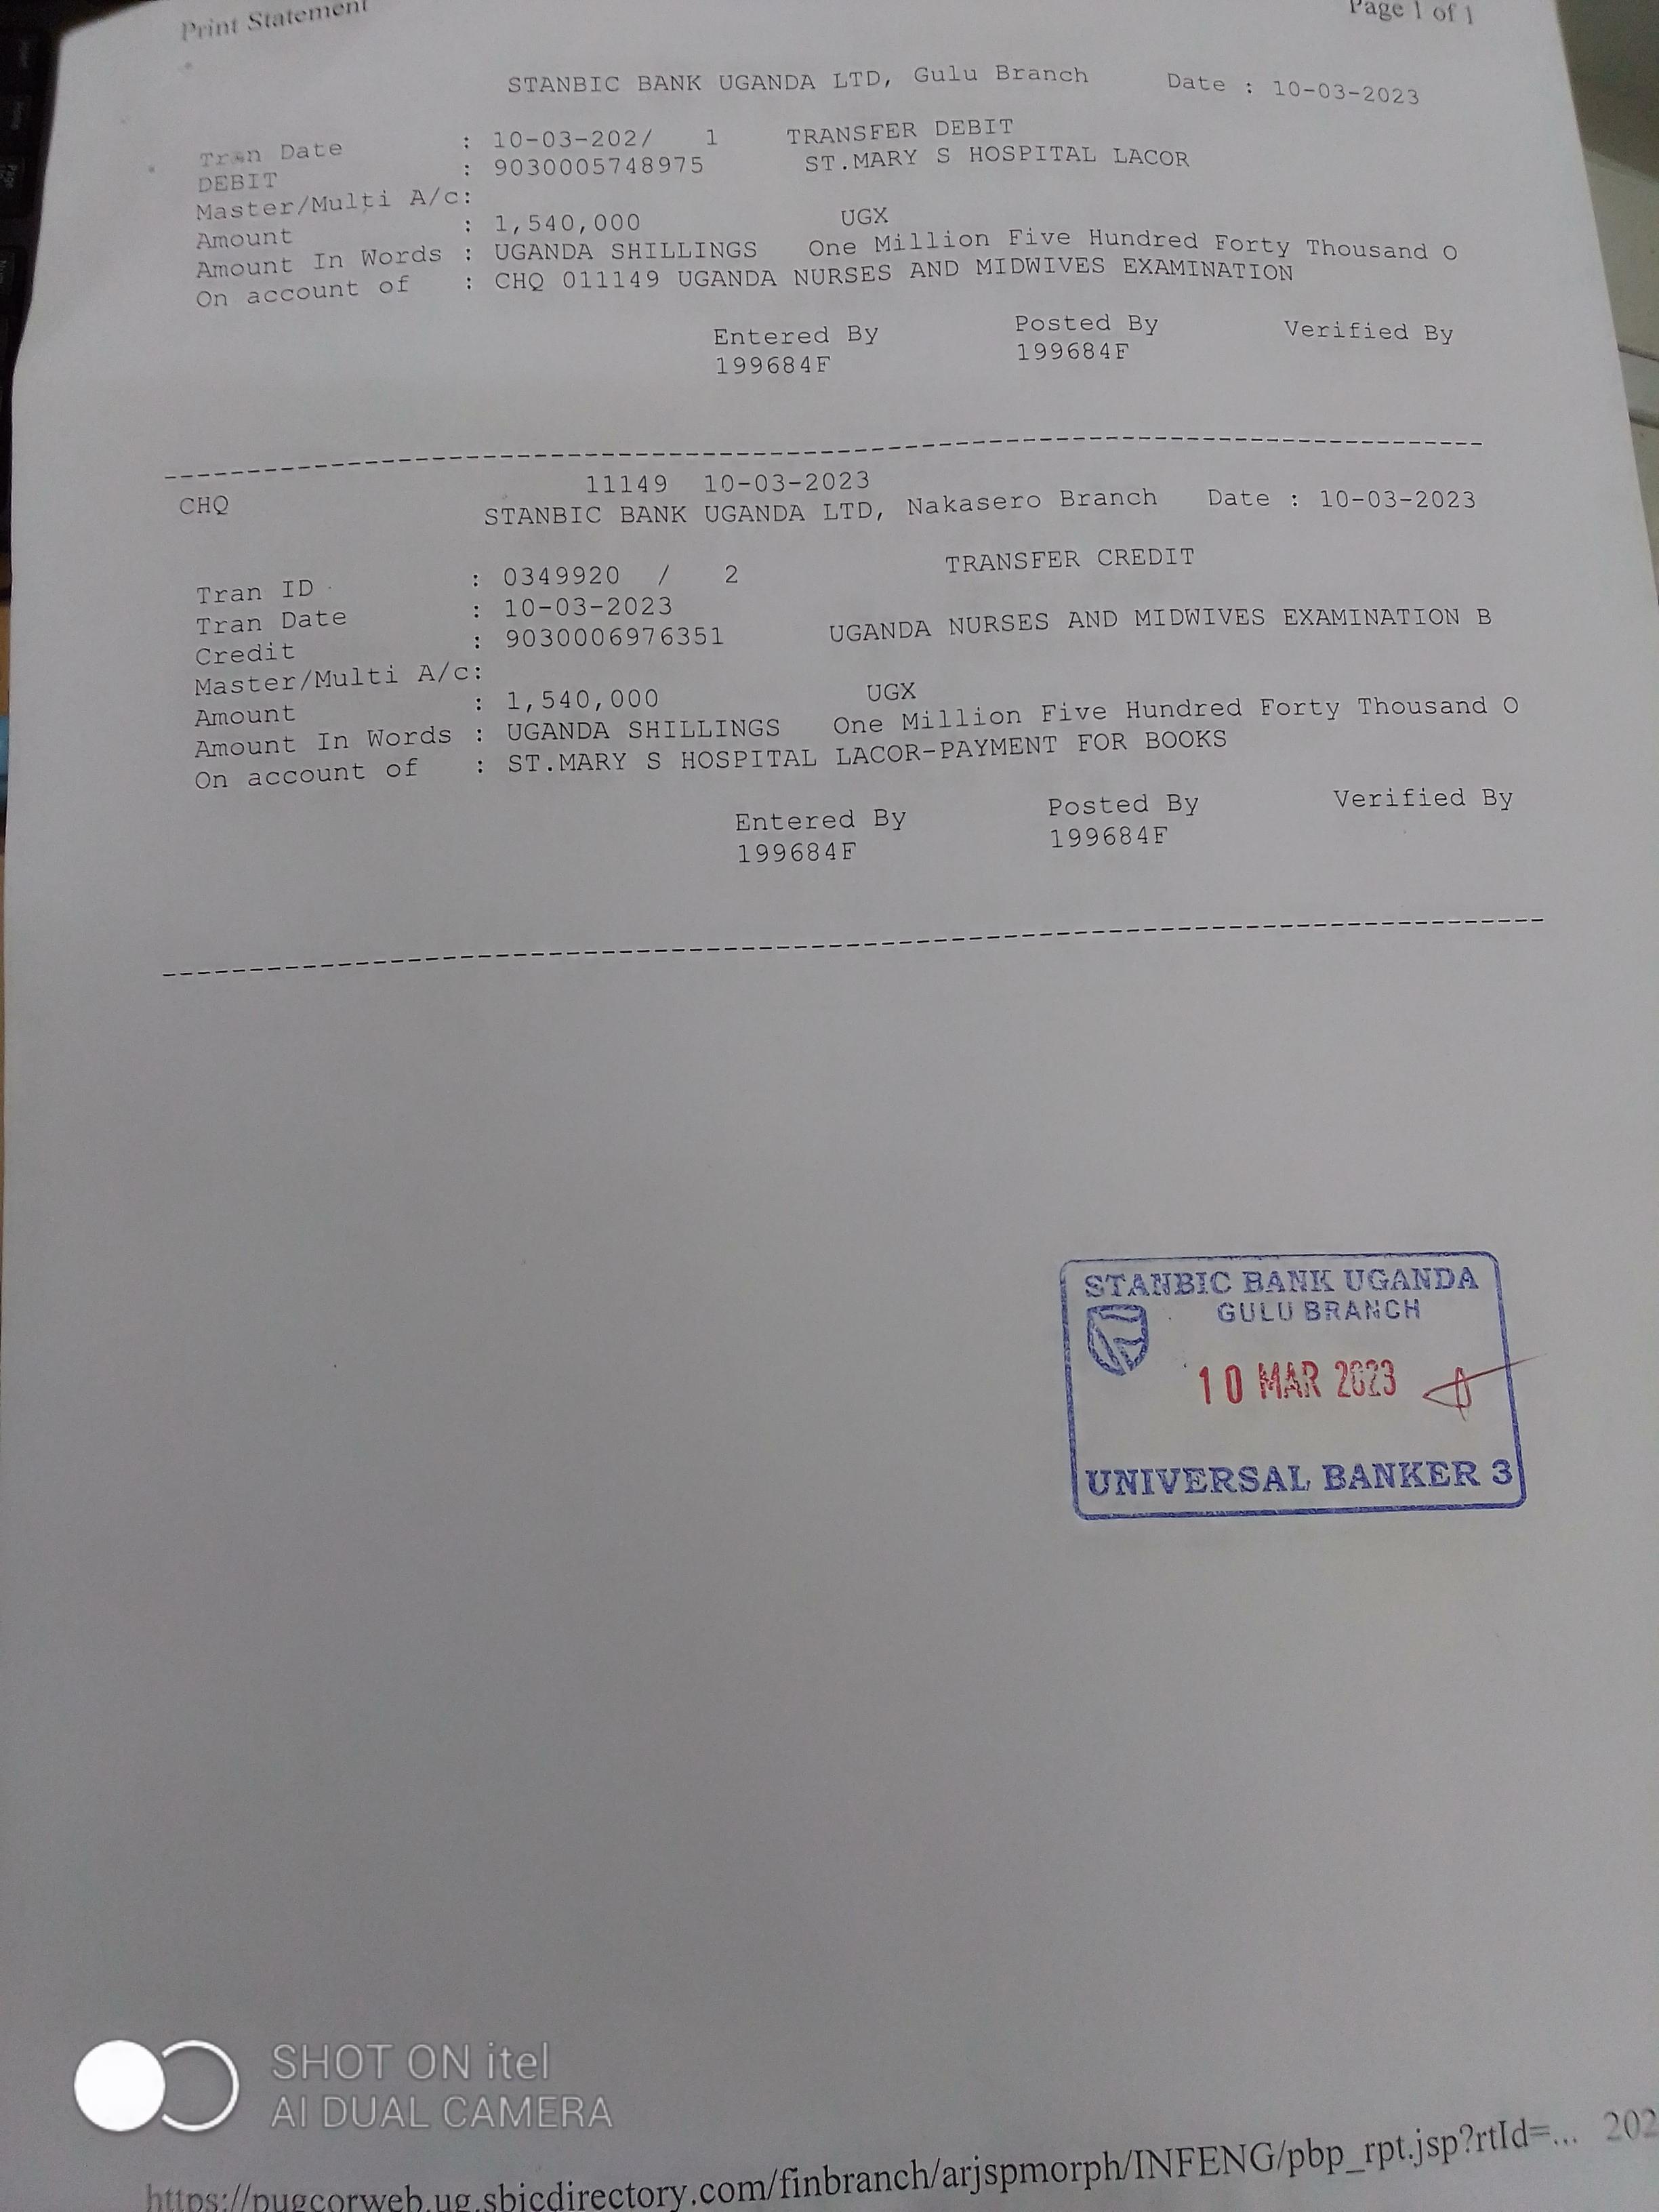 Print Statement Page 1 of 1
STANBIC BANK UGANDA LTD, Gulu Branch Date : 10-03-2023
Tran Date : 10-03-202/ 1 TRANSFER DEBIT
DEBIT : 9030005748975 ST.MARY S HOSPITAL LACOR
Master/Multi A/c:
Amount : 1,540,000 UGX
Amount In Words : UGANDA SHILLINGS One Million Five Hundred Forty Thousand O
On account of : CHQ 011149 UGANDA NURSES AND MIDWIVES EXAMINATION
Entered By Posted By Verified By
199684F 199684F
CHQ 11149 10-03-2023
STANBIC BANK UGANDA LTD, Nakasero Branch Date : 10-03-2023
Tran ID : 0349920 / 2 TRANSFER CREDIT
Tran Date : 10-03-2023
Credit : 9030006976351 UGANDA NURSES AND MIDWIVES EXAMINATION B
Master/Multi A/c:
Amount : 1,540,000 UGX
Amount In Words : UGANDA SHILLINGS One Million Five Hundred Forty Thousand O
On account of : ST.MARY S HOSPITAL LACOR-PAYMENT FOR BOOKS
Entered By Posted By Verified By
199684F 199684F
STANBIC BANK UGANDA
GULU BRANCH
10 MAR 2023
UNIVERSAL BANKER 3
SHOT ON itel
AI DUAL CAMERA
https://pugcorweb.ug.sbicdirectory.com/finbranch/arjspmorph/INFENG/pbp_rpt.jsp?rtId=... 202